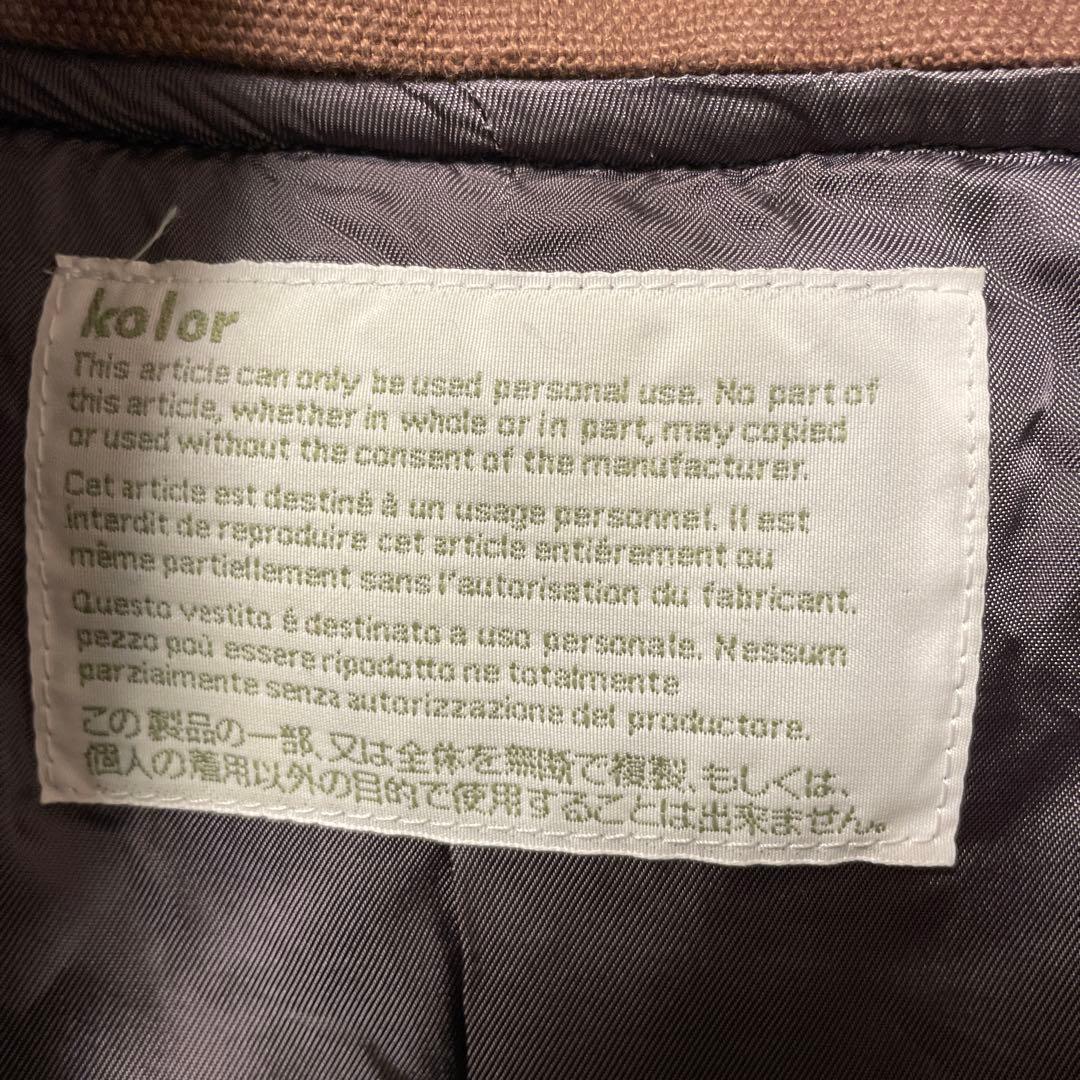 kolor
This article can only be used personal use. No part of
this article, whether in whole or in part, may copied
or used without the consent of the manufacturer.
Cet article est destiné à un usage personnel. Il est
interdit de reproduire cet article entiérement ou
même partiellement sans l'autorisation du fabricant.
Questo vestito é destinato a uso personale. Nessum
pezzo poù essere ripodotto ne totalmente
parziaimente senza autorizzazione del productore.
この製品の一部、又は全体を無断で複製、もしくは、
個人の着用以外の目的で使用することは出来ません。